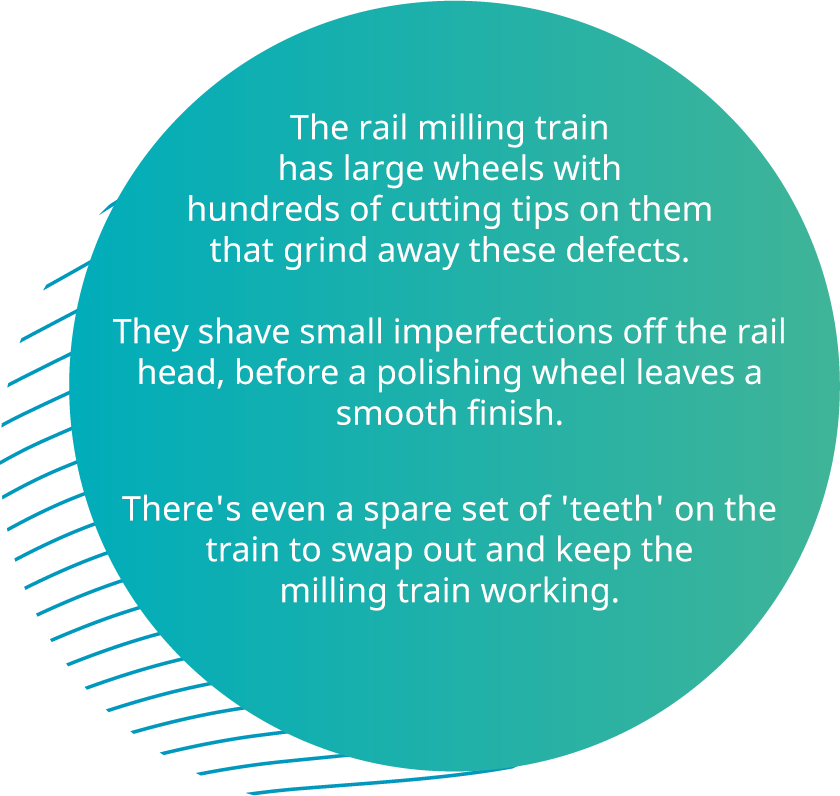 The rail milling train
has large wheels with
hundreds of cutting tips on them
that grind away these defects.
They shave small imperfections off the rail
head, before a polishing wheel leaves a
smooth finish.
There's even a spare set of 'teeth' on the
train to swap out and keep the
milling train working.